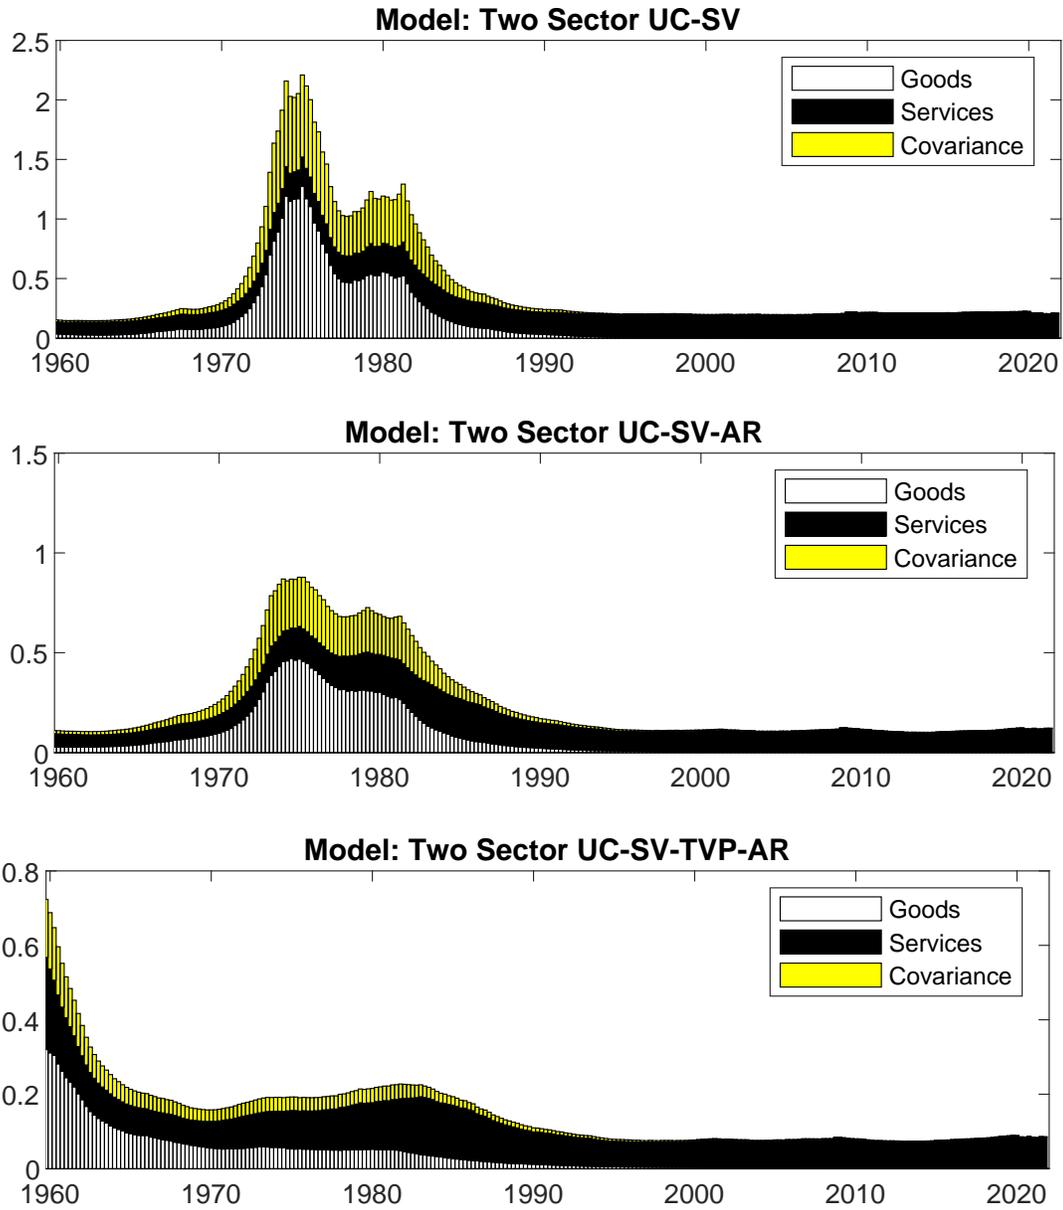 Model: Two Sector UC-SV
2.5
2
1.5
1
0.5
0
Goods
Services
Covariance
1960 1970 1980 1990 2000 2010 2020
Model: Two Sector UC-SV-AR
1.5
1
0.5
0
Goods
Services
Covariance
1960 1970 1980 1990 2000 2010 2020
Model: Two Sector UC-SV-TVP-AR
0.8
0.6
0.4
0.2
0
Goods
Services
Covariance
1960 1970 1980 1990 2000 2010 2020